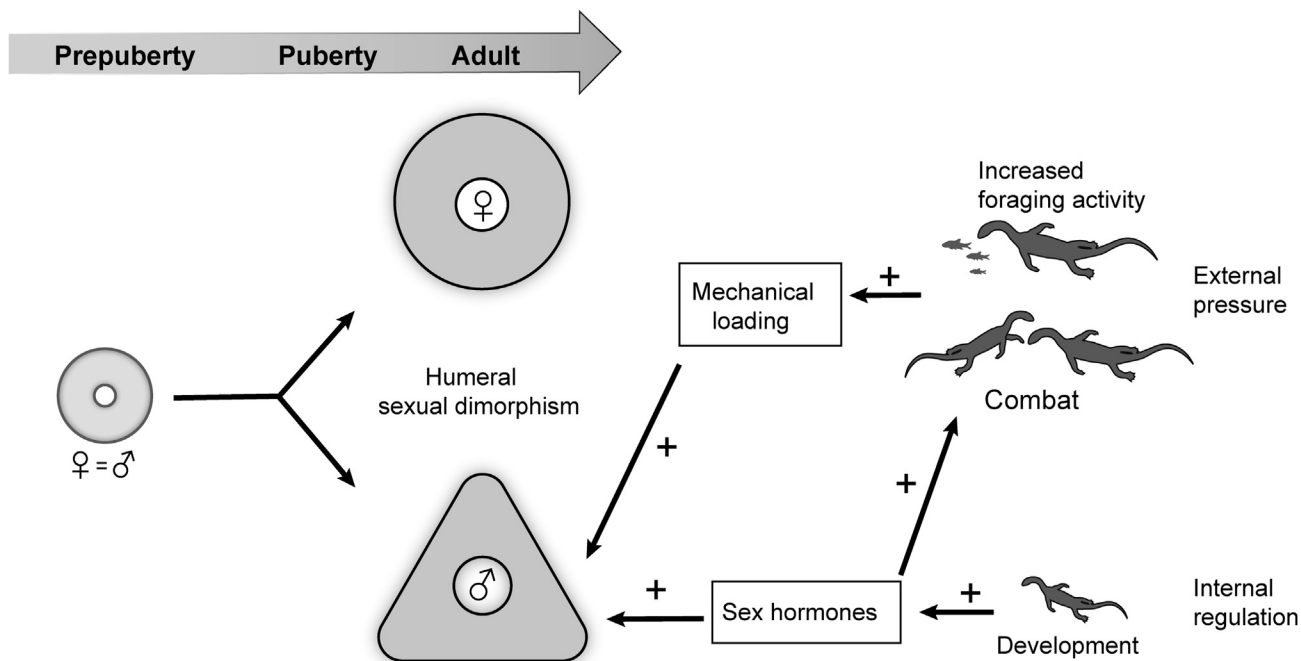 Prepuberty Puberty Adult
♀
Increased
foraging activity
+
Mechanical
loading
External
pressure
Humeral
sexual dimorphism
Combat
+
♀=♂
+
♂
+
Sex hormones
+
Development
Internal
regulation